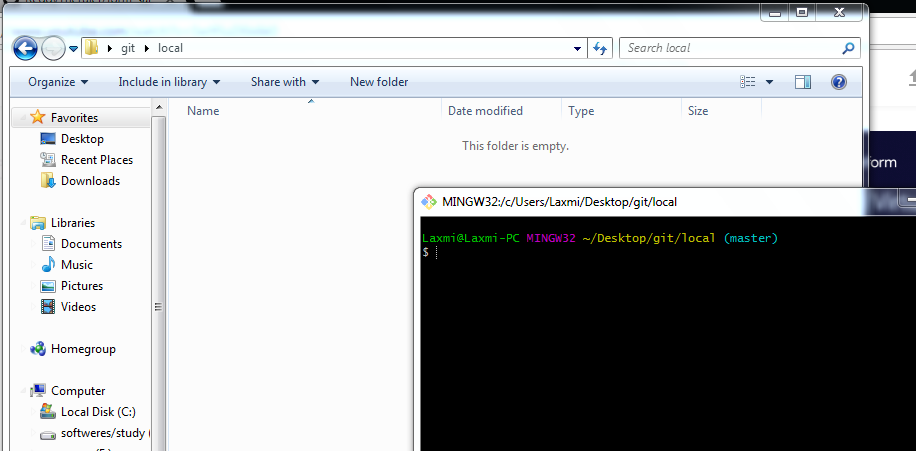 git local
Search local
Organize Include in library Share with New folder
Name Date modified Type Size
This folder is empty.
Favorites
Desktop
Recent Places
Downloads
Libraries
Documents
Music
Pictures
Videos
Homegroup
Computer
Local Disk (C:)
softweres/study (
form
MINGW32:/c/Users/Laxmi/Desktop/git/local
Laxmi@Laxmi-PC MINGW32 ~/Desktop/git/local (master)
$